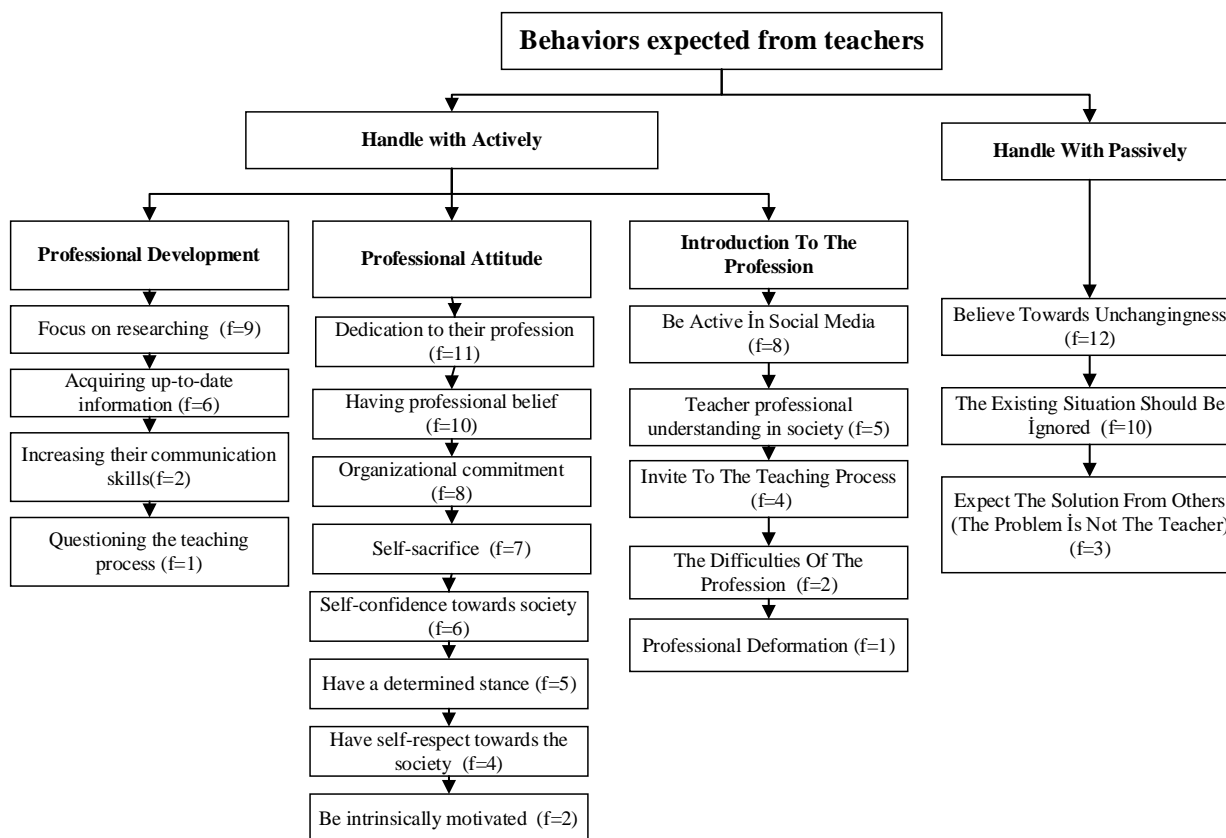 Behaviors expected from teachers
Handle with Actively
Handle With Passively
Professional Development
Focus on researching (f=9)
Acquiring up-to-date
information (f=6)
Increasing their communication
skills(f=2)
Questioning the teaching
process (f=1)
Professional Attitude
Dedication to their profession
(f=11)
Having professional belief
(f=10)
Organizational commitment
(f=8)
Self-sacrifice (f=7)
Self-confidence towards society
(f=6)
Have a determined stance (f=5)
Have self-respect towards the
society (f=4)
Be intrinsically motivated (f=2)
Introduction To The
Profession
Be Active İn Social Media
(f=8)
Teacher professional
understanding in society (f=5)
Invite To The Teaching Process
(f=4)
The Difficulties Of The
Profession (f=2)
Professional Deformation (f=1)
Believe Towards Unchangingness
(f=12)
The Existing Situation Should Be
İgnored (f=10)
Expect The Solution From Others
(The Problem İs Not The Teacher)
(f=3)